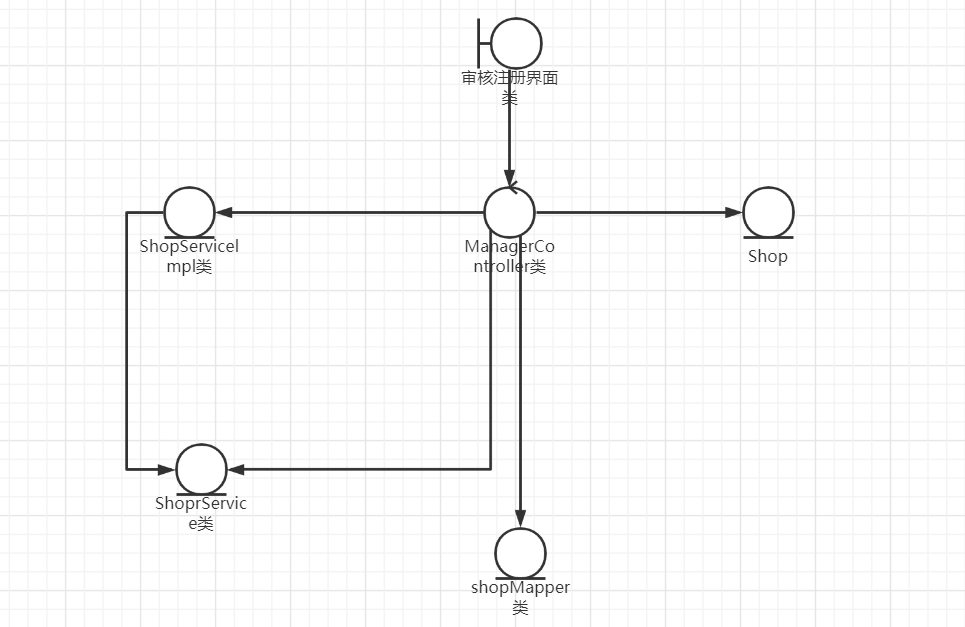 审核注册界面
类
ShopServiceI
mpl类
ManagerCo
ntroller类
Shop
ShoprServic
e类
shopMapper
类